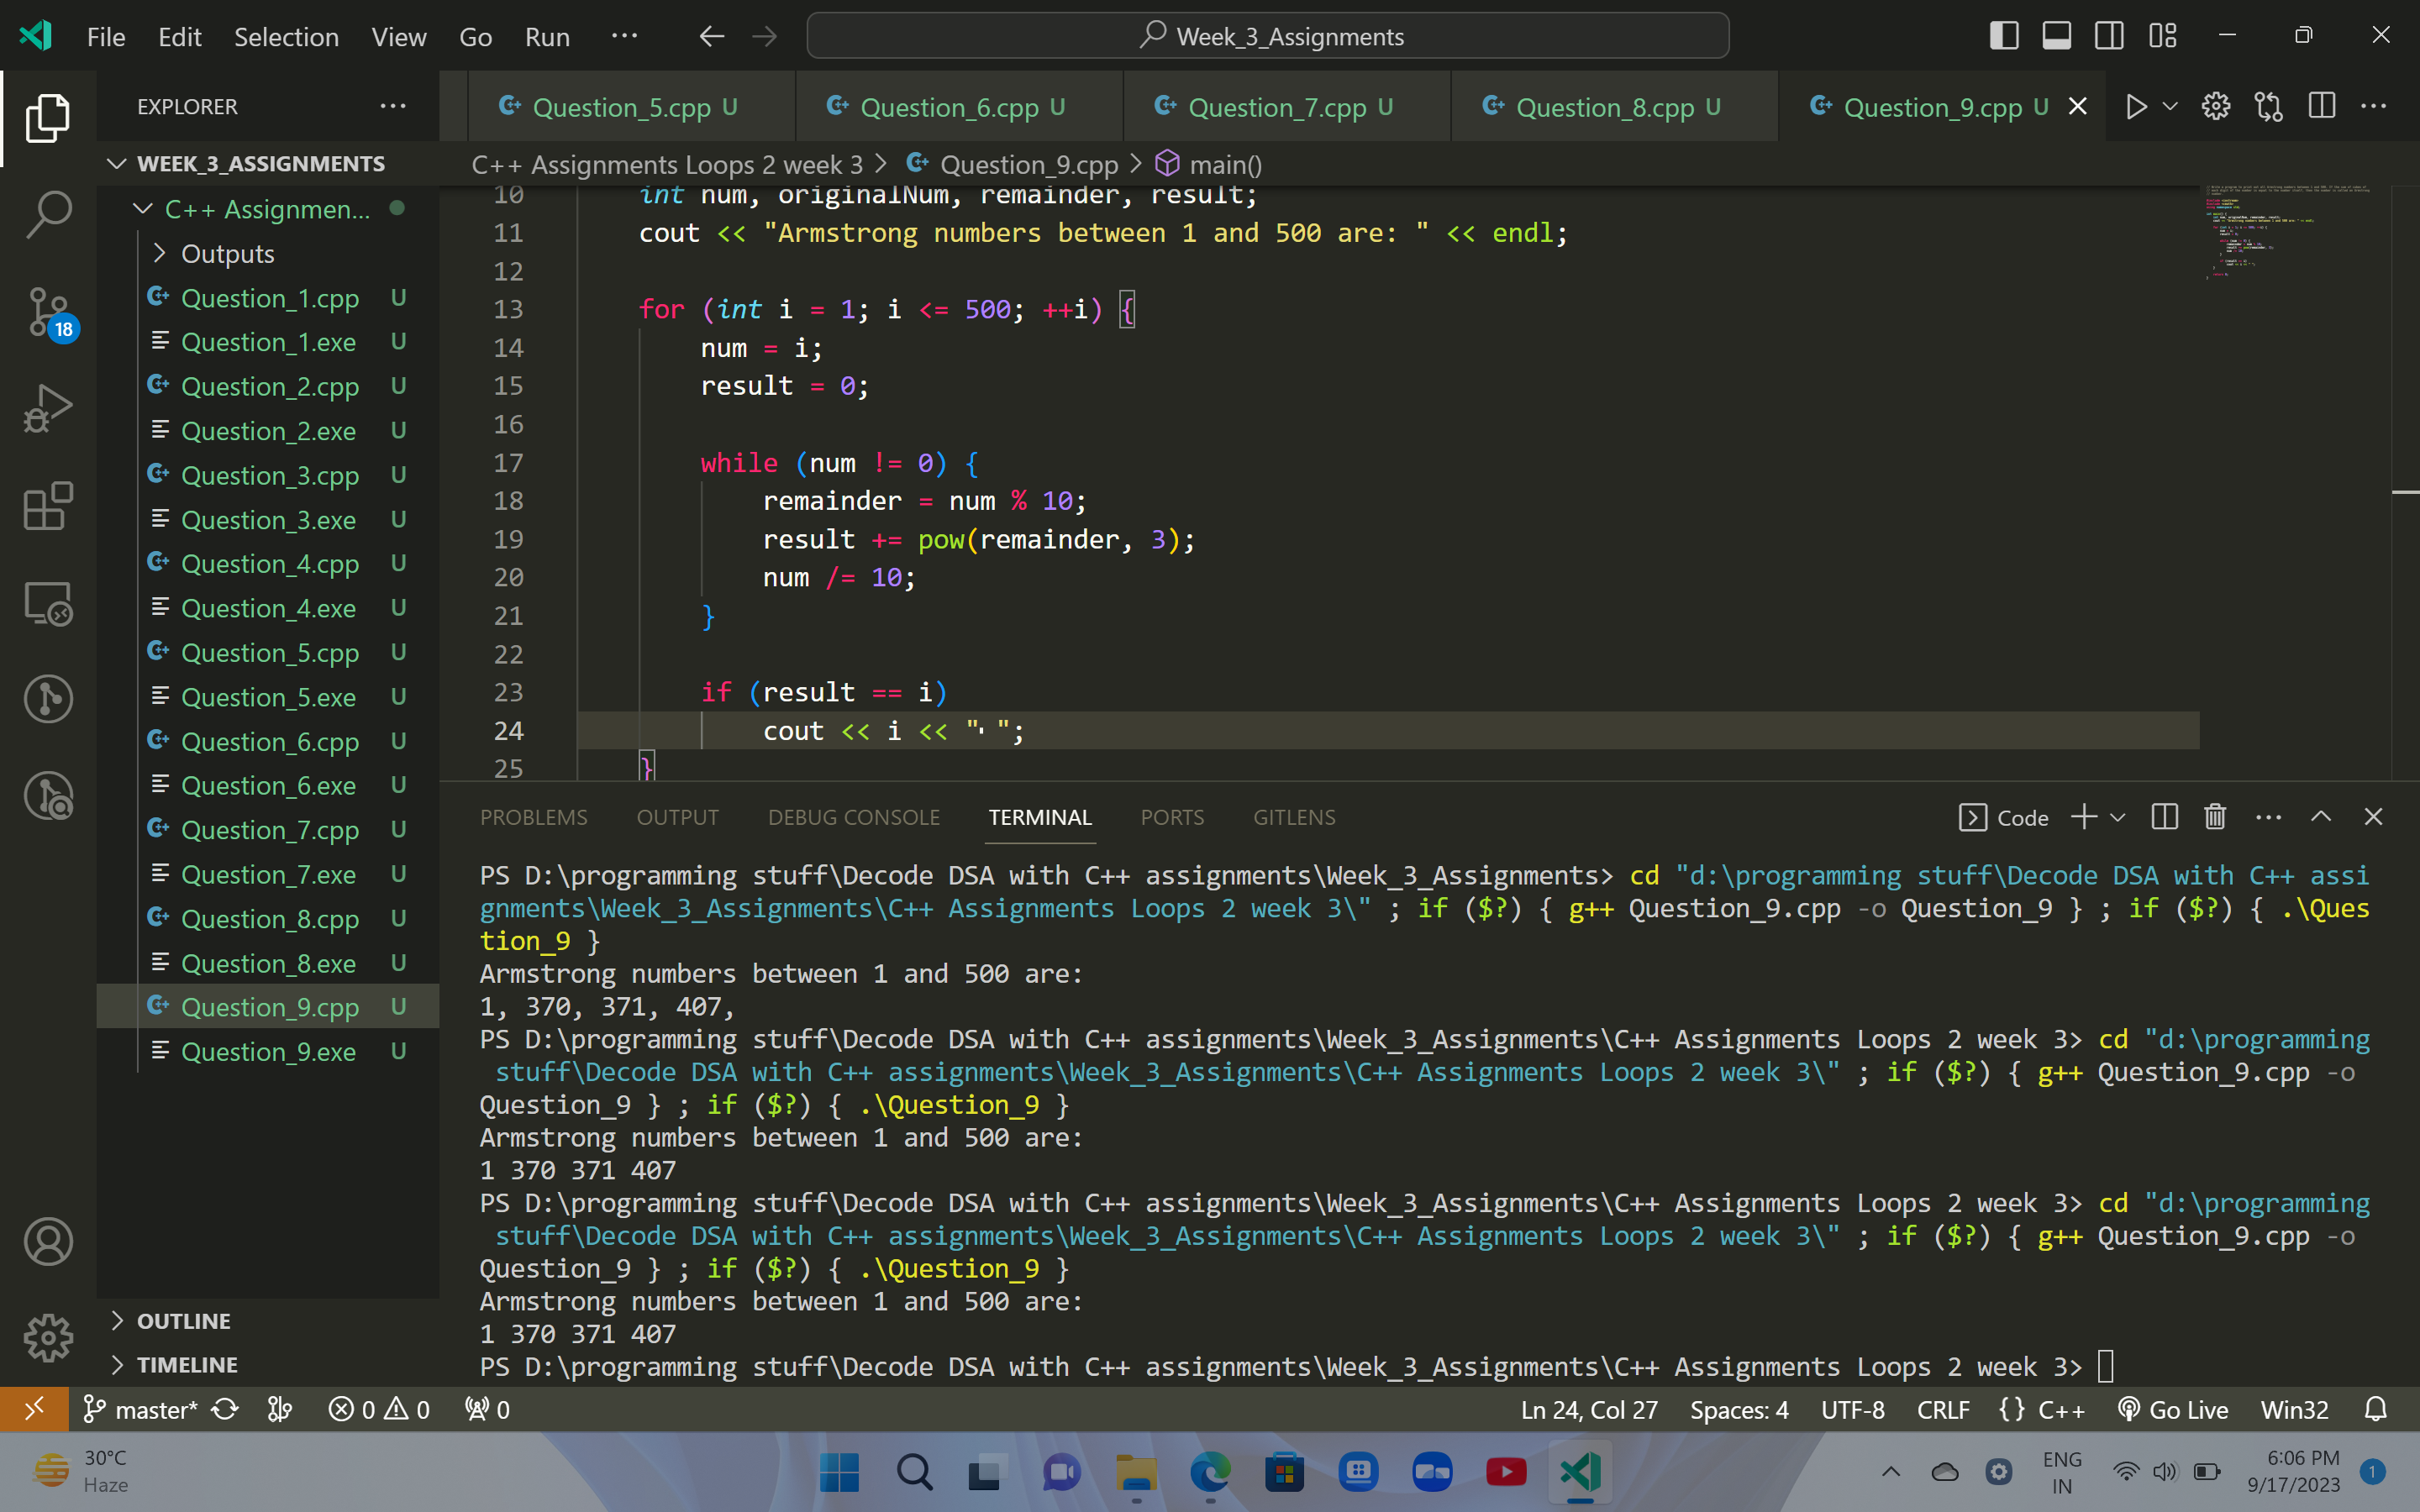 File Edit Selection View Go Run ··· Week_3_Assignments
EXPLORER ···
WEEK_3_ASSIGNMENTS
C++ Assignmen...
Outputs
Question_1.cpp U
Question_1.exe U
Question_2.cpp U
Question_2.exe U
Question_3.cpp U
Question_3.exe U
Question_4.cpp U
Question_4.exe U
Question_5.cpp U
Question_5.exe U
Question_6.cpp U
Question_6.exe U
Question_7.cpp U
Question_7.exe U
Question_8.cpp U
Question_8.exe U
Question_9.cpp U
Question_9.exe U
OUTLINE
TIMELINE
18
Question_5.cpp U Question_6.cpp U Question_7.cpp U Question_8.cpp U Question_9.cpp U
C++ Assignments Loops 2 week 3 > Question_9.cpp > main()
10 int num, originalNum, remainder, result;
11 cout << "Armstrong numbers between 1 and 500 are: " << endl;
12
13 for (int i = 1; i <= 500; ++i) {
14 num = i;
15 result = 0;
16
17 while (num != 0) {
18 remainder = num % 10;
19 result += pow(remainder, 3);
20 num /= 10;
21 }
22
23 if (result == i)
24 cout << i << " ";
25 }
PROBLEMS OUTPUT DEBUG CONSOLE TERMINAL PORTS GITLENS Code
PS D:\programming stuff\Decode DSA with C++ assignments\Week_3_Assignments> cd "d:\programming stuff\Decode DSA with C++ assi
gnments\Week_3_Assignments\C++ Assignments Loops 2 week 3\" ; if ($?) { g++ Question_9.cpp -o Question_9 } ; if ($?) { .\Ques
tion_9 }
Armstrong numbers between 1 and 500 are:
1, 370, 371, 407,
PS D:\programming stuff\Decode DSA with C++ assignments\Week_3_Assignments\C++ Assignments Loops 2 week 3> cd "d:\programming
stuff\Decode DSA with C++ assignments\Week_3_Assignments\C++ Assignments Loops 2 week 3\" ; if ($?) { g++ Question_9.cpp -o
Question_9 } ; if ($?) { .\Question_9 }
Armstrong numbers between 1 and 500 are:
1 370 371 407
PS D:\programming stuff\Decode DSA with C++ assignments\Week_3_Assignments\C++ Assignments Loops 2 week 3> cd "d:\programming
stuff\Decode DSA with C++ assignments\Week_3_Assignments\C++ Assignments Loops 2 week 3\" ; if ($?) { g++ Question_9.cpp -o
Question_9 } ; if ($?) { .\Question_9 }
Armstrong numbers between 1 and 500 are:
1 370 371 407
PS D:\programming stuff\Decode DSA with C++ assignments\Week_3_Assignments\C++ Assignments Loops 2 week 3>
master* 0 0 0 Ln 24, Col 27 Spaces: 4 UTF-8 CRLF {} C++ Go Live Win32
30°C
Haze
ENG
IN
6:06 PM
9/17/2023
1